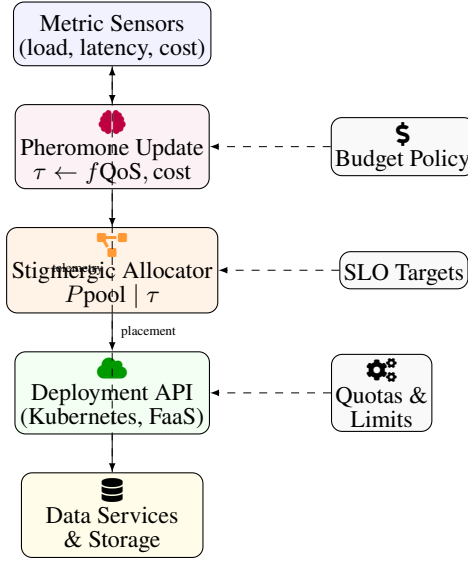 Metric Sensors
(load, latency, cost)
Pheromone Update
τ ← fQoS, cost
$
Budget Policy
telemetry
Stigmergic Allocator
Ppool | τ
SLO Targets
placement
Deployment API
(Kubernetes, FaaS)
Quotas &
Limits
Data Services
& Storage